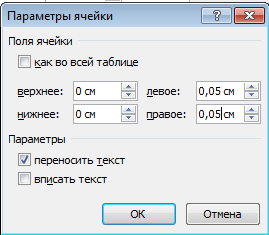 Параметры ячейки
Поля ячейки
как во всей таблице
верхнее: 0 см левое: 0,05 см
нижнее: 0 см правое: 0,05 см
Параметры
переносить текст
вписать текст
ОК Отмена